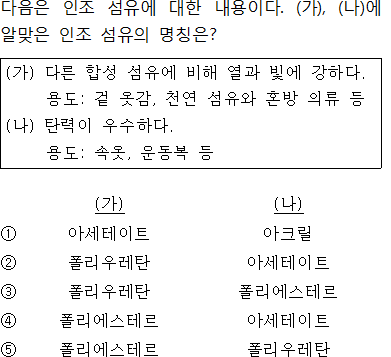 다음은 인조 섬유에 대한 내용이다. (가), (나)에
알맞은 인조 섬유의 명칭은?
(가) 다른 합성 섬유에 비해 열과 빛에 강하다.
용도: 겉 옷감, 천연 섬유와 혼방 의류 등
(나) 탄력이 우수하다.
용도: 속옷, 운동복 등
(가) (나)
① 아세테이트 아크릴
② 폴리우레탄 아세테이트
③ 폴리우레탄 폴리에스테르
④ 폴리에스테르 아세테이트
⑤ 폴리에스테르 폴리우레탄